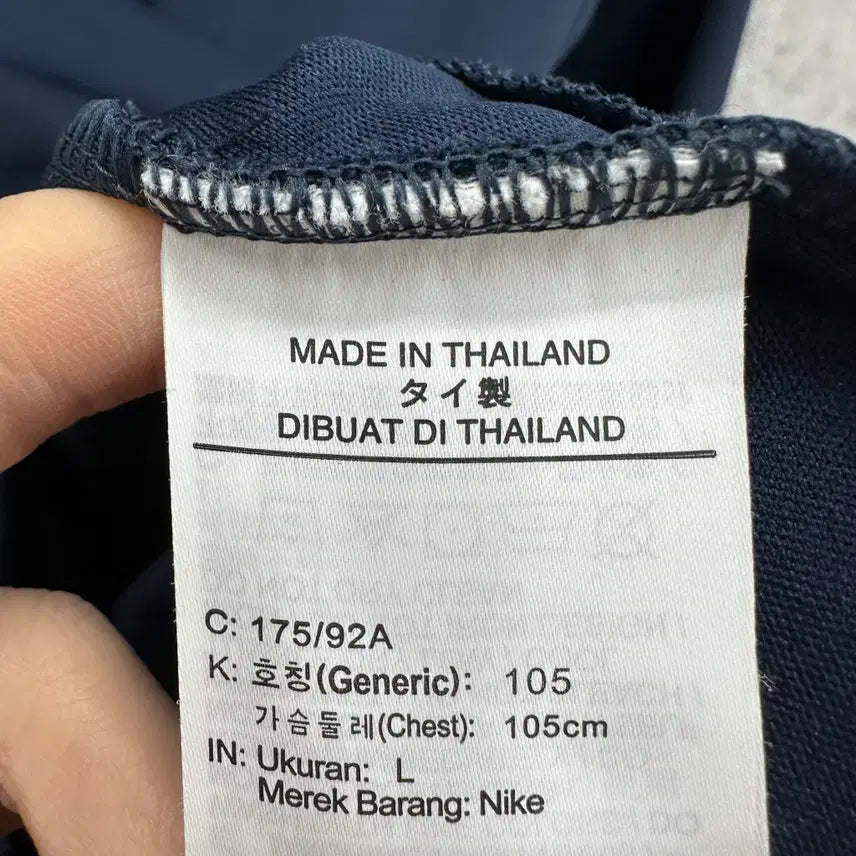 MADE IN THAILAND
タイ製
DIBUAT DI THAILAND
C: 175/92A
K: 호칭(Generic): 105
가슴둘레(Chest): 105cm
IN: Ukuran: L
Merek Barang: Nike